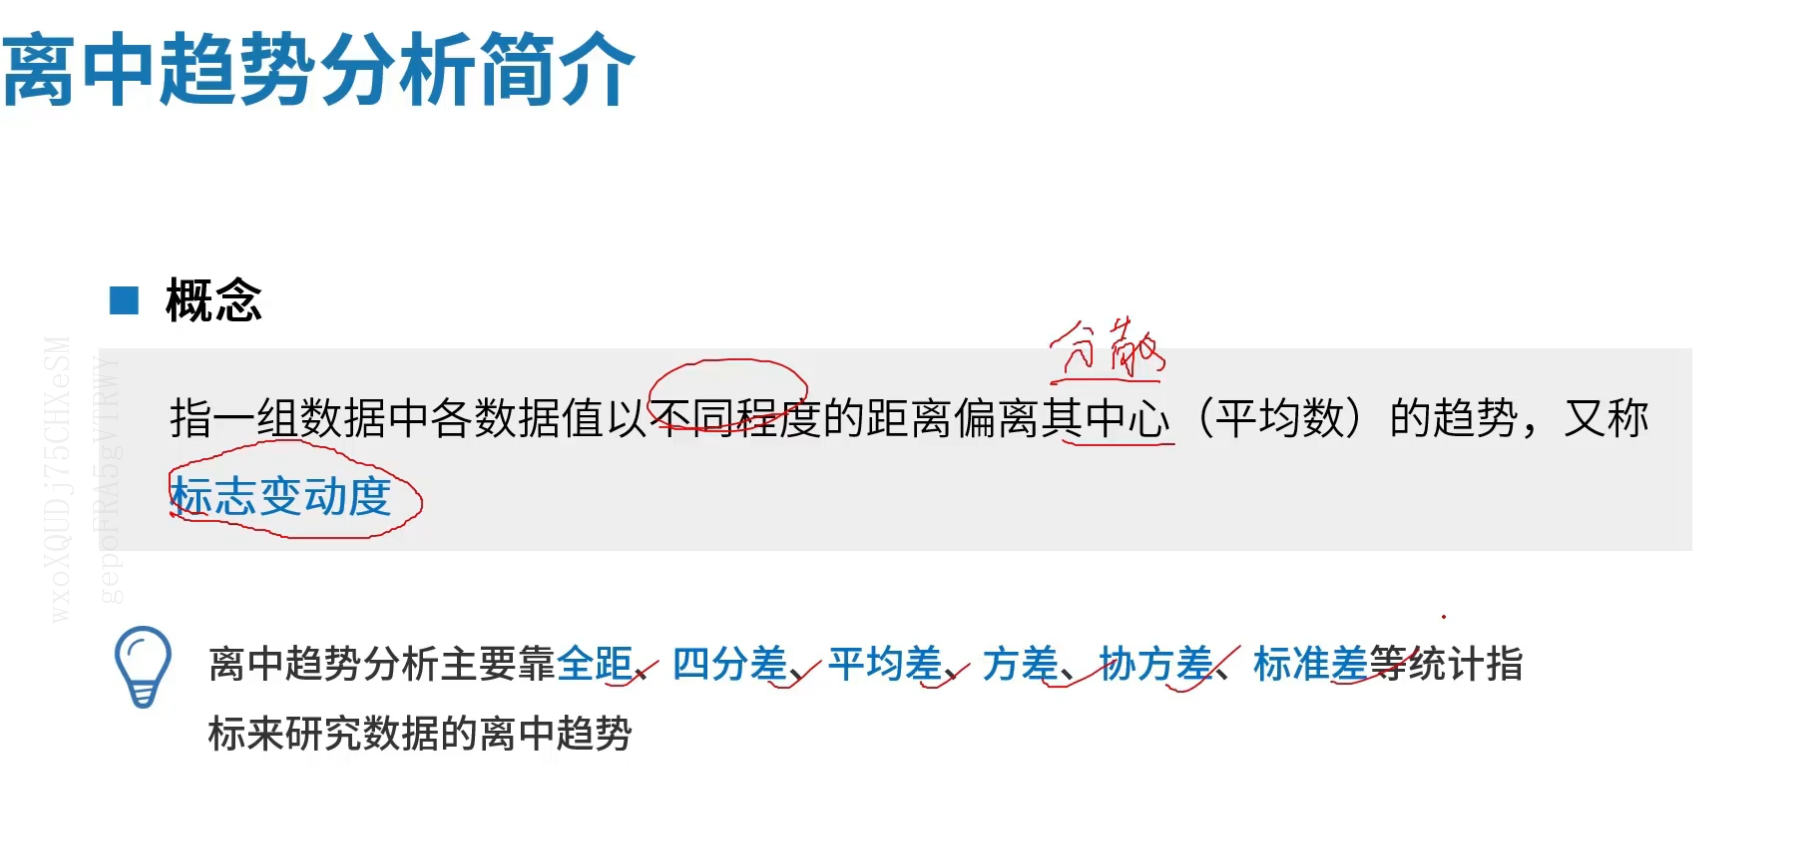 离中趋势分析简介
概念
分散
指一组数据中各数据值以不同程度的距离偏离其中心（平均数）的趋势，又称
标志变动度
离中趋势分析主要靠全距、四分差、平均差、方差、协方差、标准差等统计指
标来研究数据的离中趋势
wxoXQUDj75CHXeSM
gepoFRA5gVTRWY